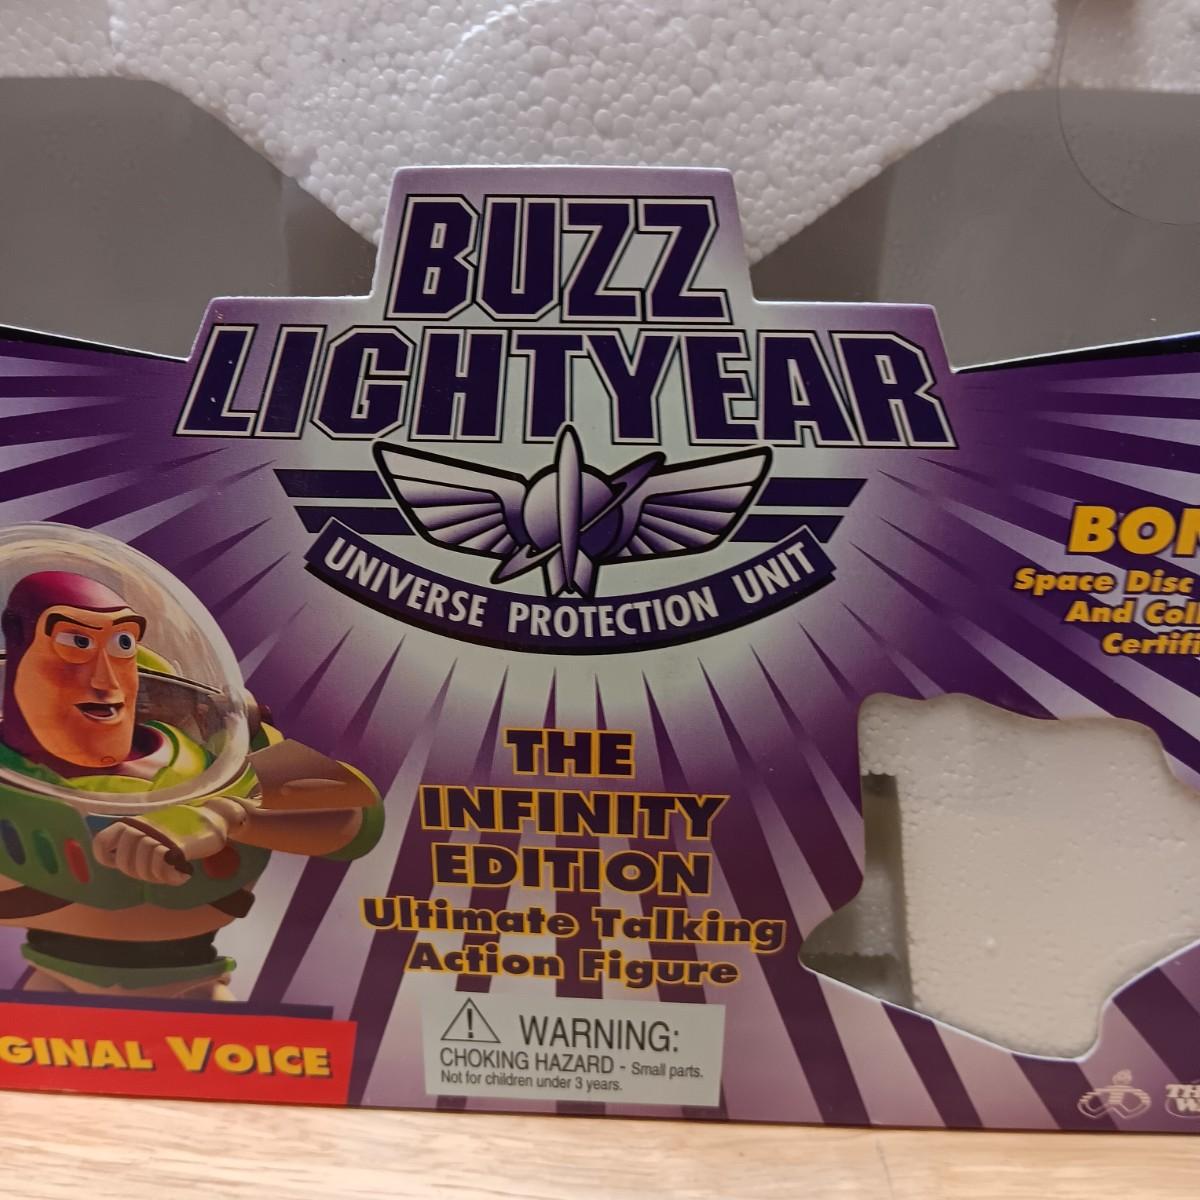 BUZZ
LIGHTYEAR
UNIVERSE PROTECTION UNIT
BON
Space Disc
And Coll
Certifi
THE
INFINITY
EDITION
Ultimate Talking
Action Figure
GINAL VOICE
WARNING:
CHOKING HAZARD - Small parts.
Not for children under 3 years.
TH
W